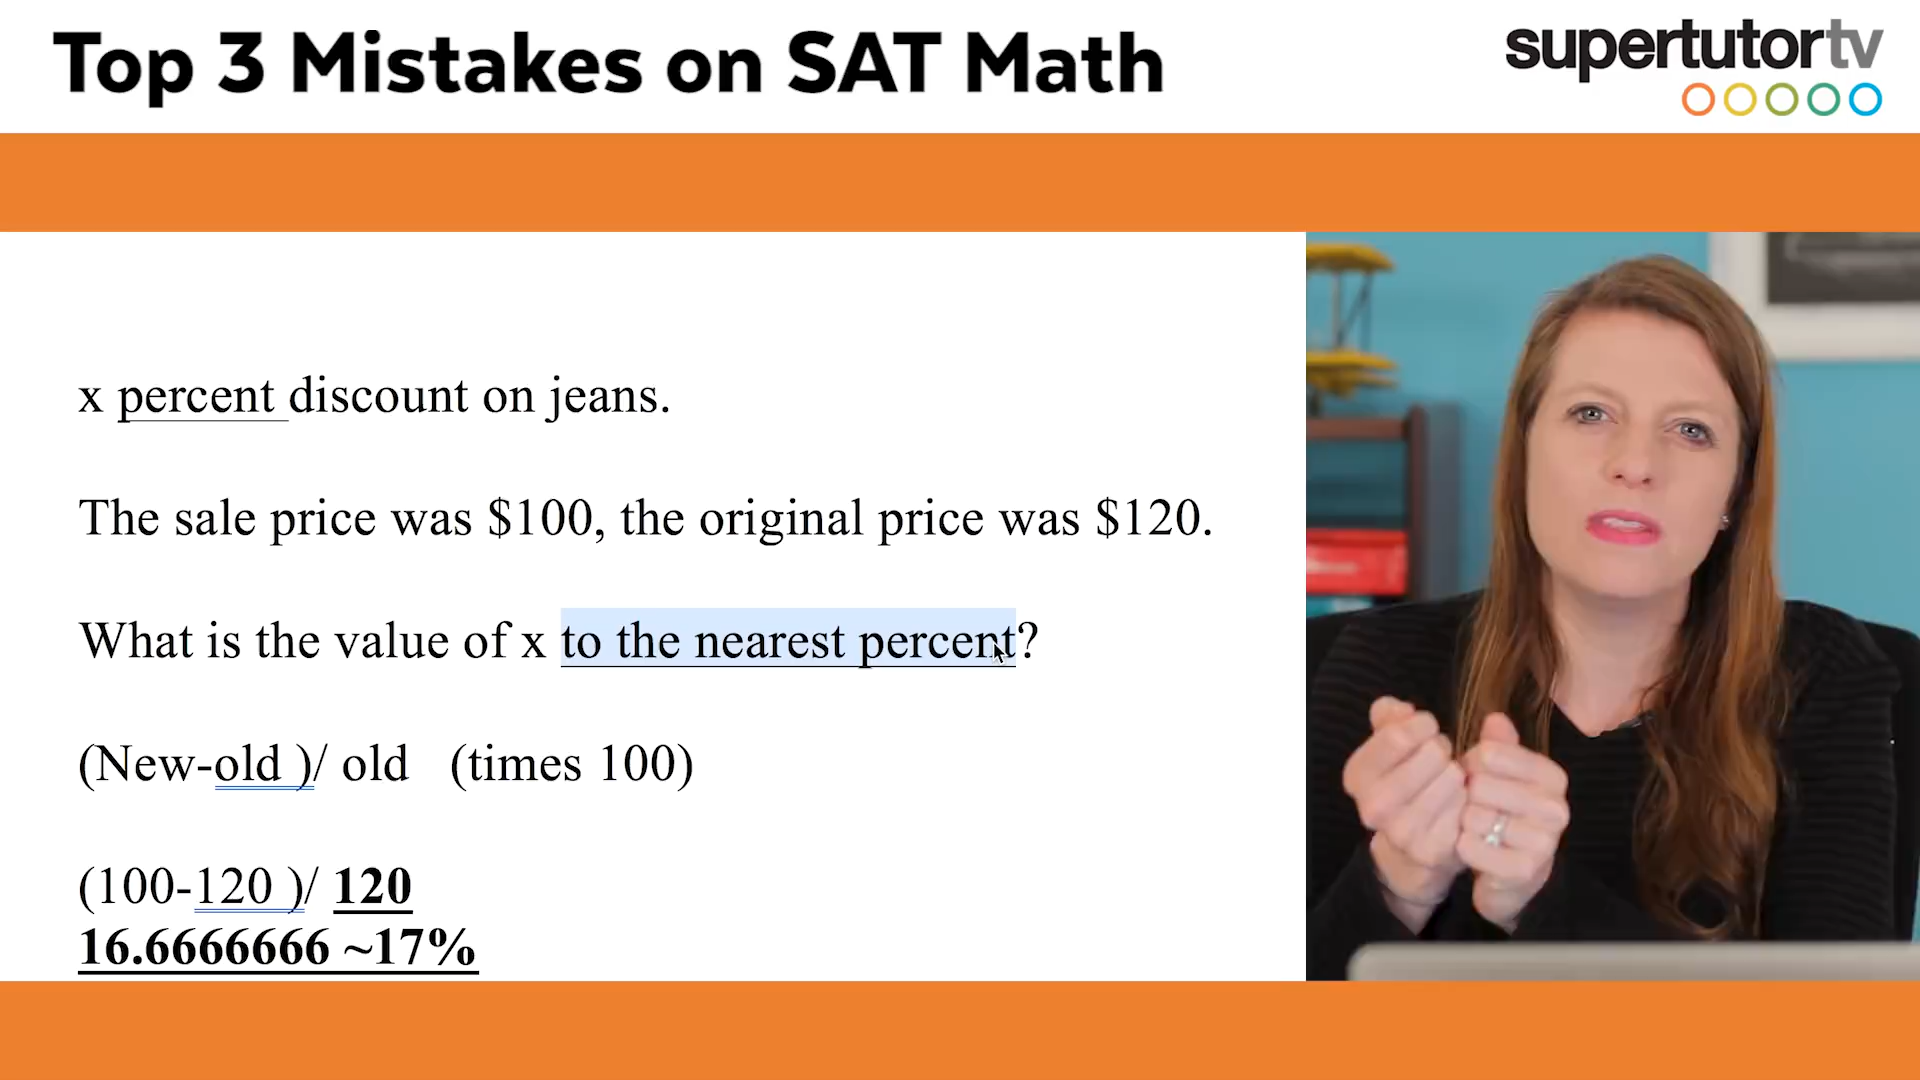 Top 3 Mistakes on SAT Math
supertutortv
x percent discount on jeans.
The sale price was $100, the original price was $120.
What is the value of x to the nearest percent?
(New-old )/ old (times 100)
(100-120 )/ 120
16.6666666 ~17%